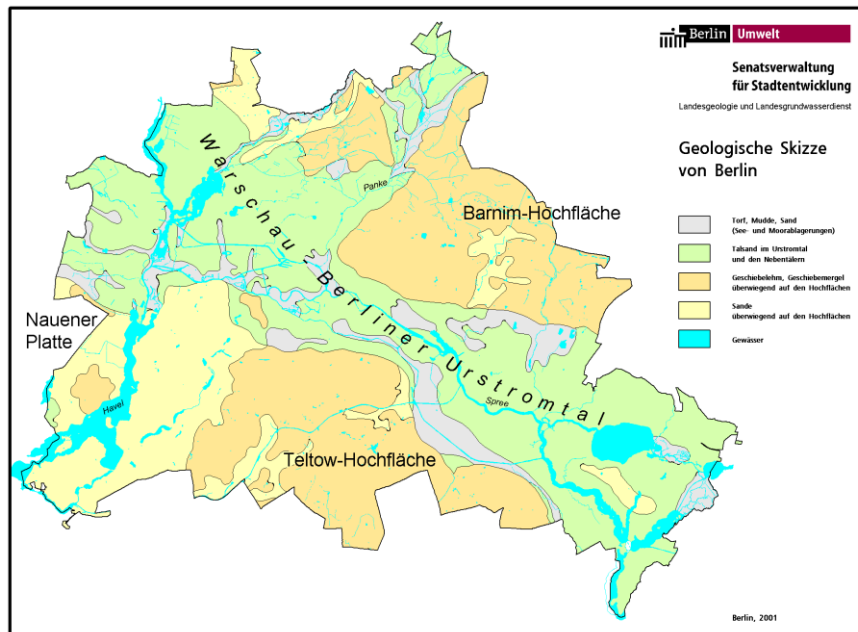 Berlin Umwelt
Senatsverwaltung
für Stadtentwicklung
Landesgeologie und Landesgrundwasserdienst
Geologische Skizze
von Berlin
Torf, Mudde, Sand
(See- und Moorablagerungen)
Talsand im Urstromtal
und den Nebentälern
Geschiebelehm, Geschiebemergel
überwiegend auf den Hochflächen
Sande
überwiegend auf den Hochflächen
Gewässer
Warschau - Berliner Urstromtal
Panke
Barnim-Hochfläche
Nauener
Platte
Havel
Spree
Teltow-Hochfläche
Berlin, 2001